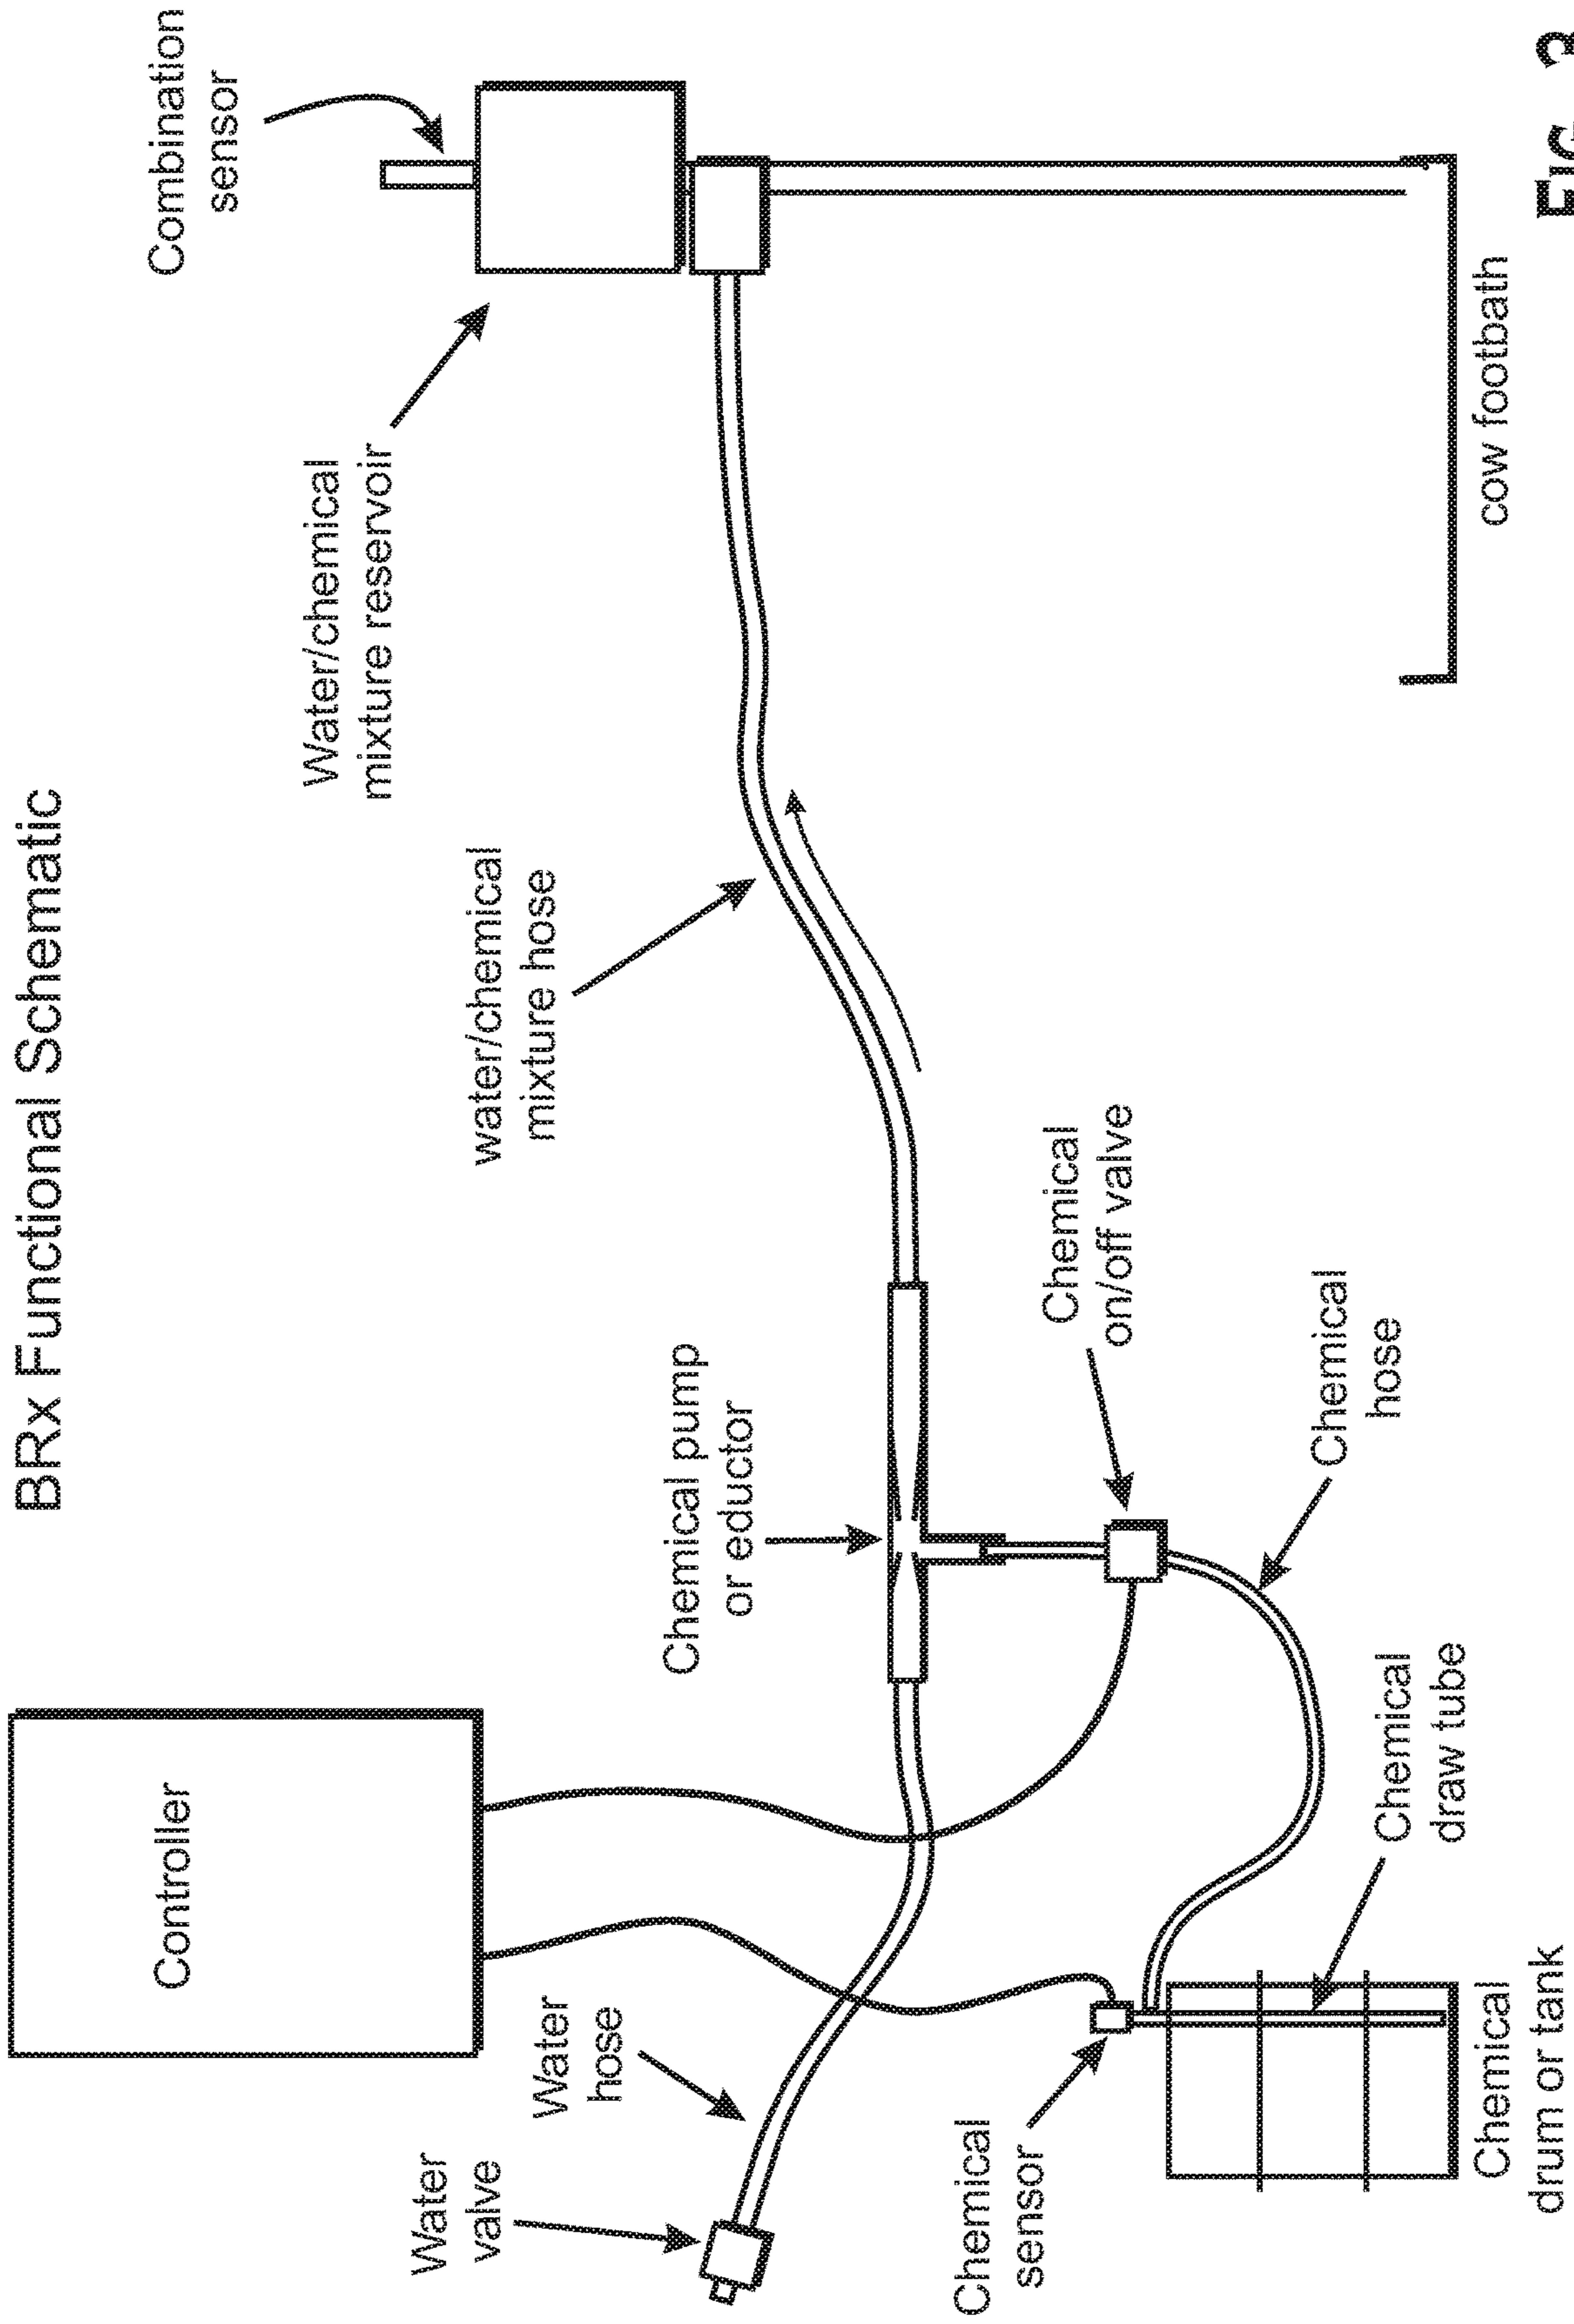 BRx Functional Schematic
Controller
Combination
sensor
Water/chemical
mixture reservoir
water/chemical
mixture hose
Water
valve
Water
hose
Chemical pump
or eductor
Chemical
on/off valve
Chemical
hose
Chemical
sensor
Chemical
draw tube
Chemical
drum or tank
cow footbath
FIG. 3